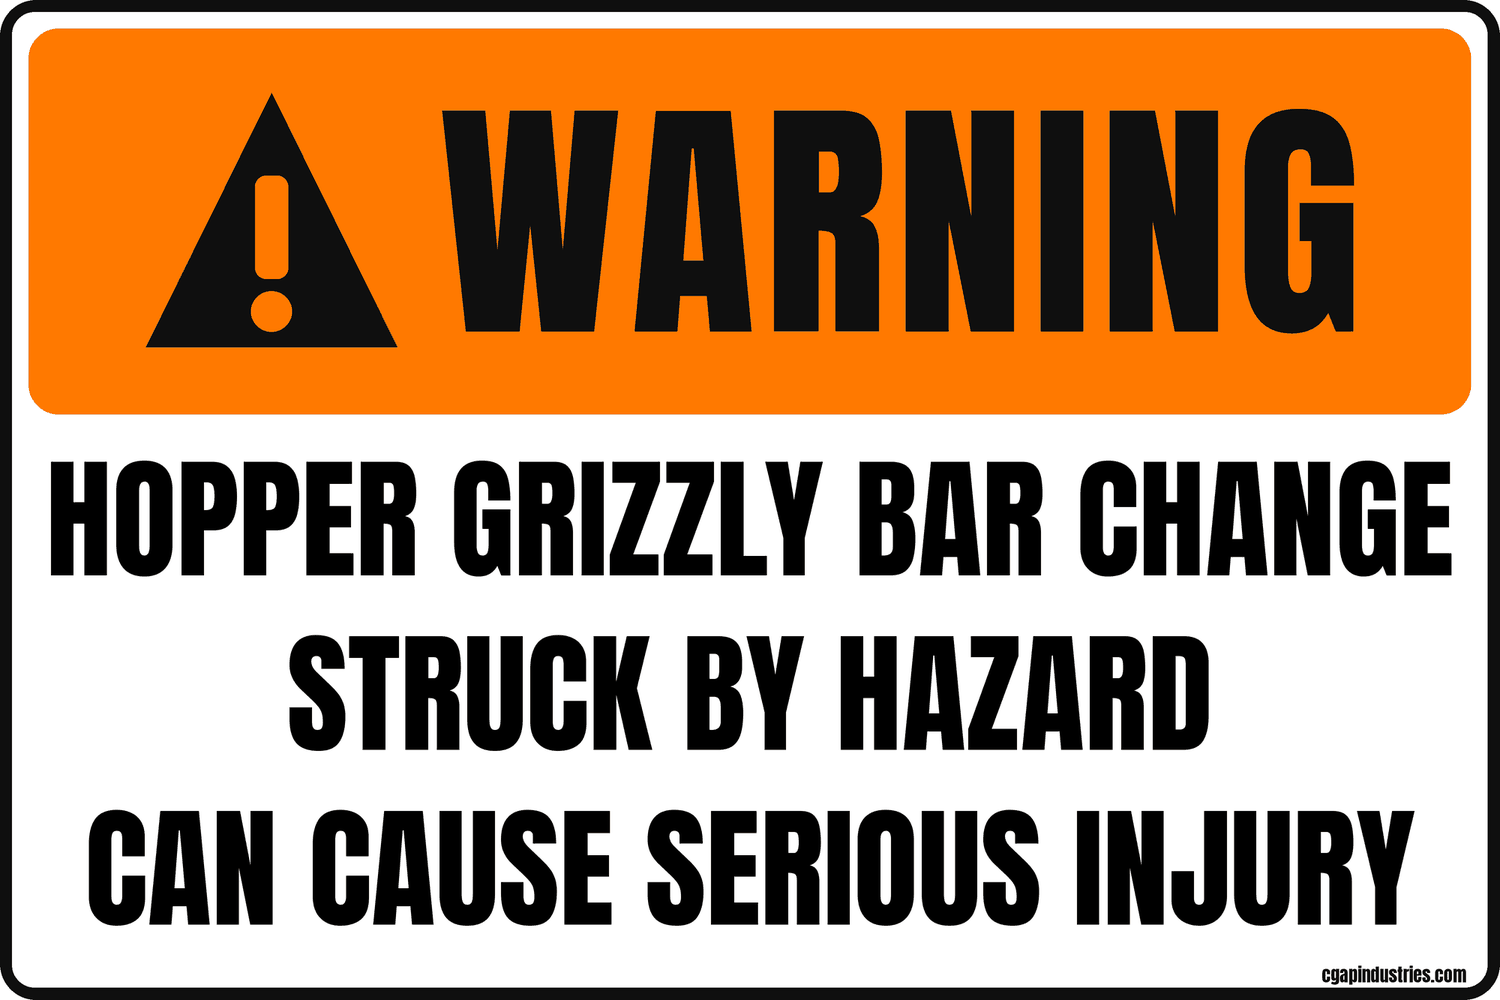 WARNING
HOPPER GRIZZLY BAR CHANGE
STRUCK BY HAZARD
CAN CAUSE SERIOUS INJURY
cgapindustries.com